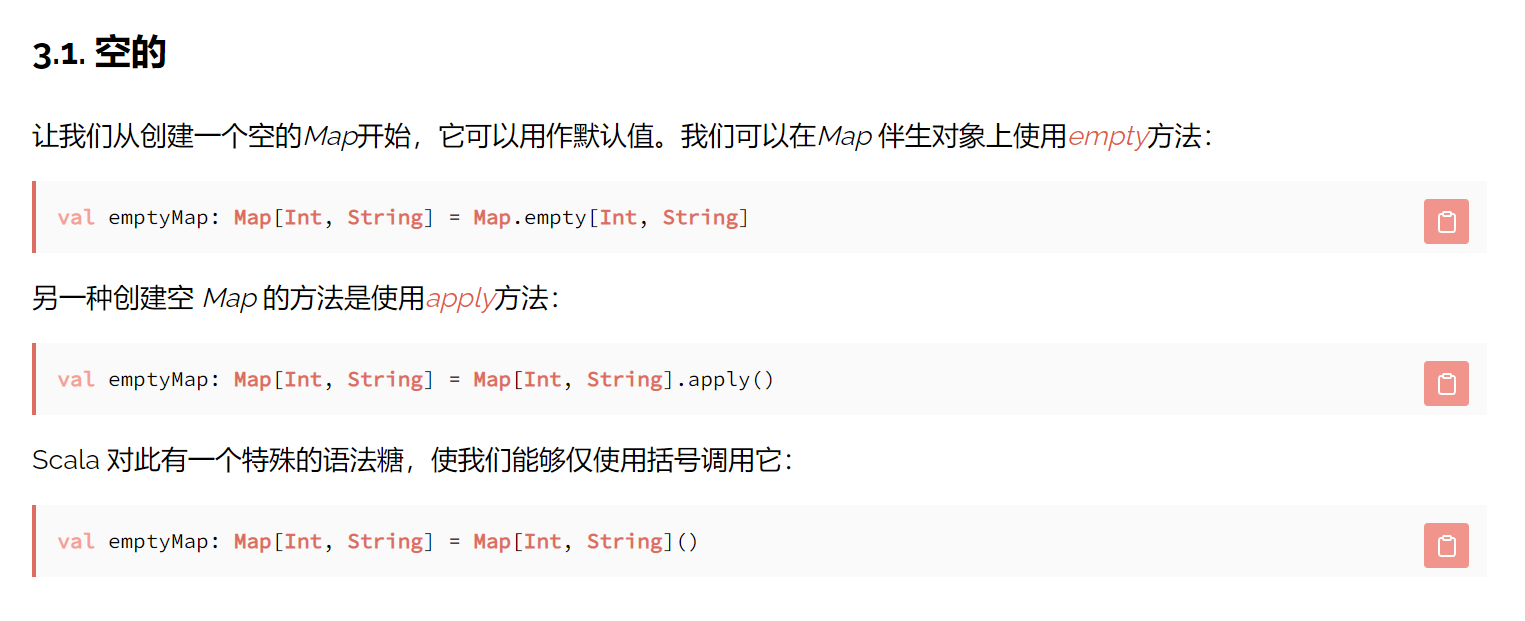 3.1. 空的
让我们从创建一个空的Map开始，它可以用作默认值。我们可以在Map 伴生对象上使用empty方法：
val emptyMap: Map[Int, String] = Map.empty[Int, String]
另一种创建空 Map 的方法是使用apply方法：
val emptyMap: Map[Int, String] = Map[Int, String].apply()
Scala 对此有一个特殊的语法糖，使我们能够仅使用括号调用它：
val emptyMap: Map[Int, String] = Map[Int, String]()